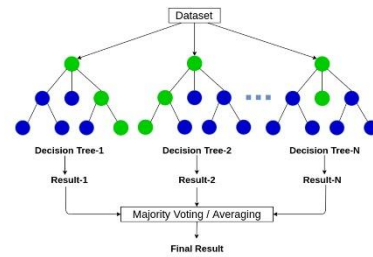 Dataset
Decision Tree-1 Decision Tree-2 Decision Tree-N
Result-1 Result-2 Result-N
Majority Voting / Averaging
Final Result